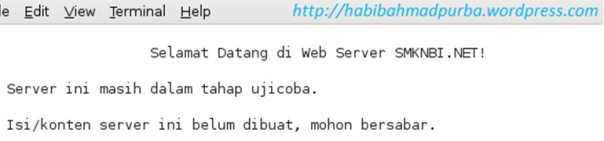 Edit View Terminal Help http://habibahmadpurba.wordpress.com
Selamat Datang di Web Server SMKNBI.NET!
Server ini masih dalam tahap ujicoba.
Isi/konten server ini belum dibuat, mohon bersabar.